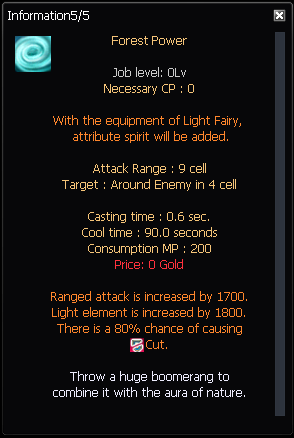 Information5/5
Forest Power
Job level: 0Lv
Necessary CP : 0
With the equipment of Light Fairy,
attribute spirit will be added.
Attack Range : 9 cell
Target : Around Enemy in 4 cell
Casting time : 0.6 sec.
Cool time : 90.0 seconds
Consumption MP : 200
Price: 0 Gold
Ranged attack is increased by 1700.
Light element is increased by 1800.
There is a 80% chance of causing
Cut.
Throw a huge boomerang to
combine it with the aura of nature.